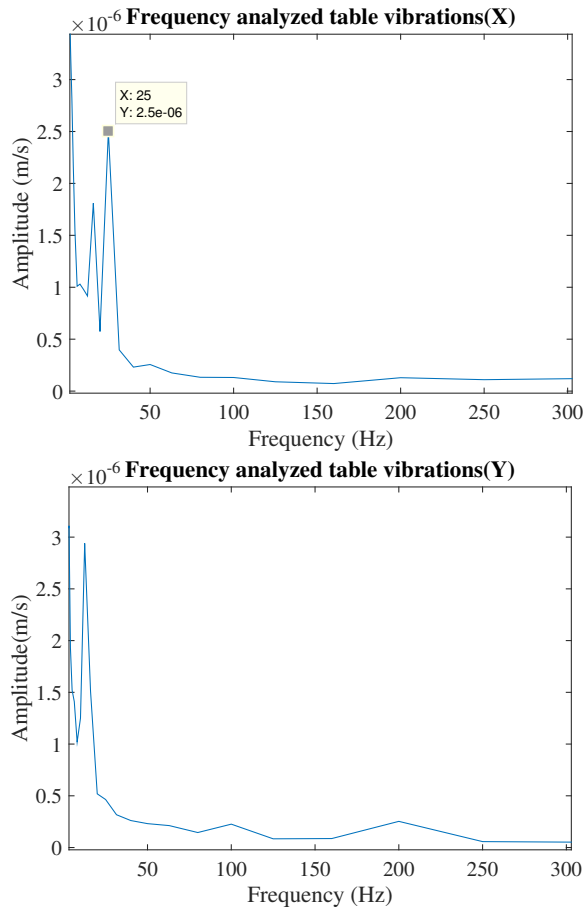 ×10⁻⁶ Frequency analyzed table vibrations(X)
3
2.5
2
1.5
1
0.5
0
Amplitude (m/s)
X: 25
Y: 2.5e-06
50 100 150 200 250 300
Frequency (Hz)
×10⁻⁶ Frequency analyzed table vibrations(Y)
3
2.5
2
1.5
1
0.5
0
Amplitude(m/s)
50 100 150 200 250 300
Frequency (Hz)